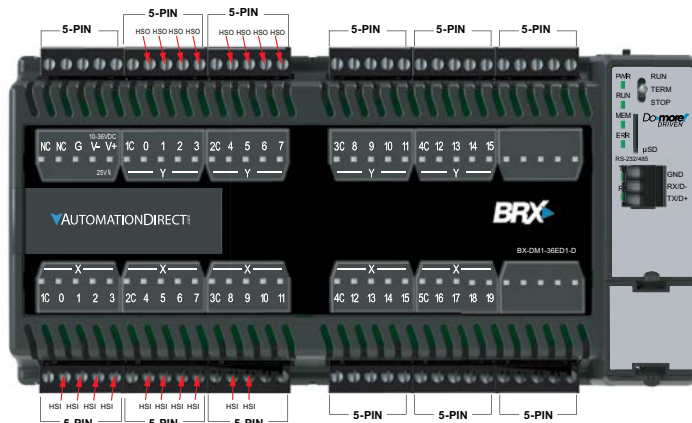 5-PIN 5-PIN 5-PIN 5-PIN 5-PIN 5-PIN
HSO HSO HSO HSO HSO HSO HSO HSO
PWR RUN
TERM
RUN STOP
MEM Do-more!
DRIVEN
ERR
µSD
RS-232/485
GND
RX/D-
TX/D+
10-36VDC
NC NC G V- V+ 1C 0 1 2 3 2C 4 5 6 7 3C 8 9 10 11 4C 12 13 14 15
25VA Y Y Y Y
AUTOMATIONDIRECT BRX
BX-DM1-36ED1-D
X X X X X
1C 0 1 2 3 2C 4 5 6 7 3C 8 9 10 11 4C 12 13 14 15 5C 16 17 18 19
HSI HSI HSI HSI HSI HSI HSI HSI HSI HSI
5-PIN 5-PIN 5-PIN 5-PIN 5-PIN 5-PIN